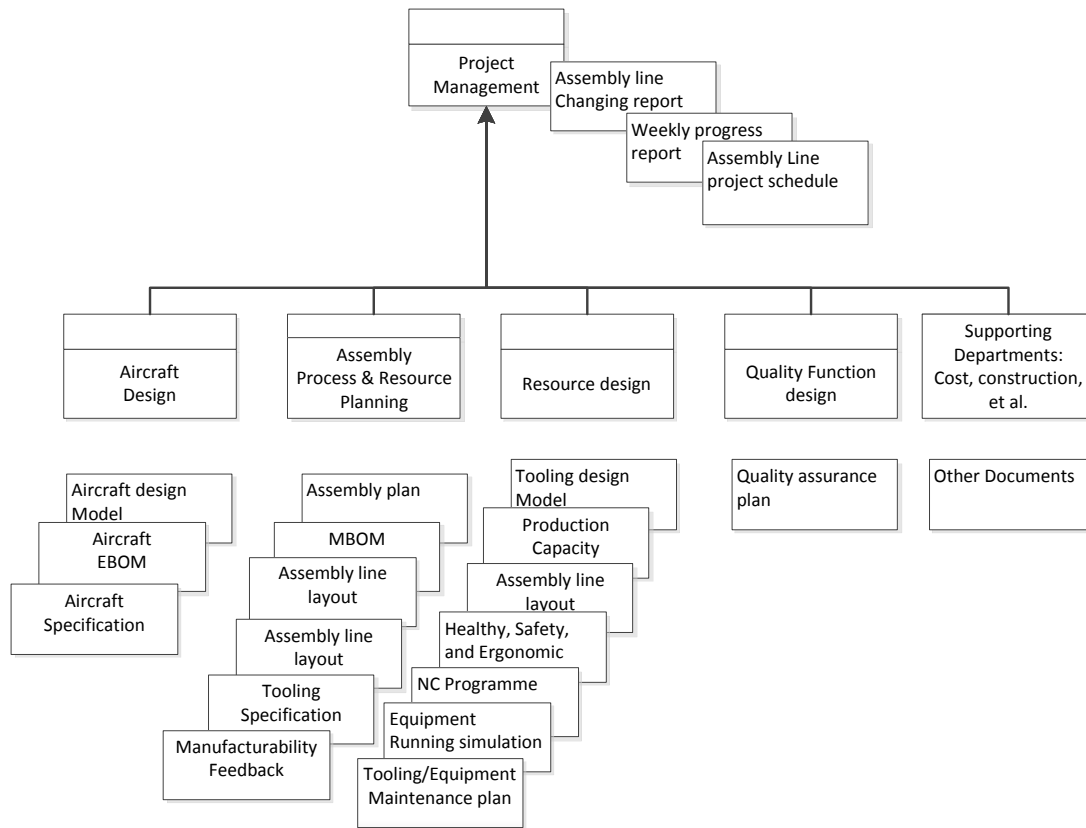 Project
Management
Assembly line
Changing report
Weekly progress
report
Assembly Line
project schedule
Aircraft
Design
Assembly
Process & Resource
Planning
Resource design
Quality Function
design
Supporting
Departments:
Cost, construction,
et al.
Aircraft design
Model
Aircraft
EBOM
Aircraft
Specification
Assembly plan
MBOM
Assembly line
layout
Assembly line
layout
Tooling
Specification
Manufacturability
Feedback
Tooling design
Model
Production
Capacity
Assembly line
layout
Healthy, Safety,
and Ergonomic
NC Programme
Equipment
Running simulation
Tooling/Equipment
Maintenance plan
Quality assurance
plan
Other Documents